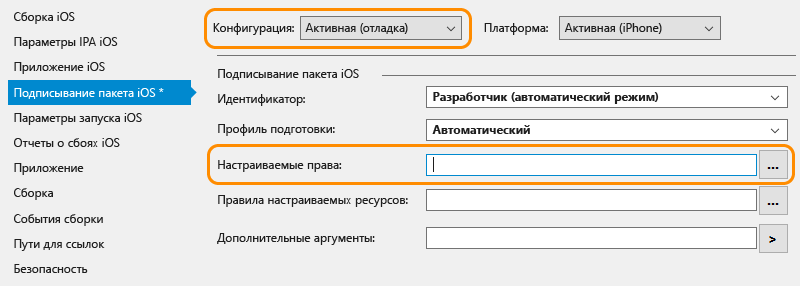 Сборка iOS
Параметры IPA iOS
Приложение iOS
Подписывание пакета iOS *
Параметры запуска iOS
Отчеты о сбоях iOS
Приложение
Сборка
События сборки
Пути для ссылок
Безопасность
Конфигурация: Активная (отладка) Платформа: Активная (iPhone)
Подписывание пакета iOS
Идентификатор: Разработчик (автоматический режим)
Профиль подготовки: Автоматический
Настраиваемые права: ...
Правила настраиваемых ресурсов: ...
Дополнительные аргументы: >